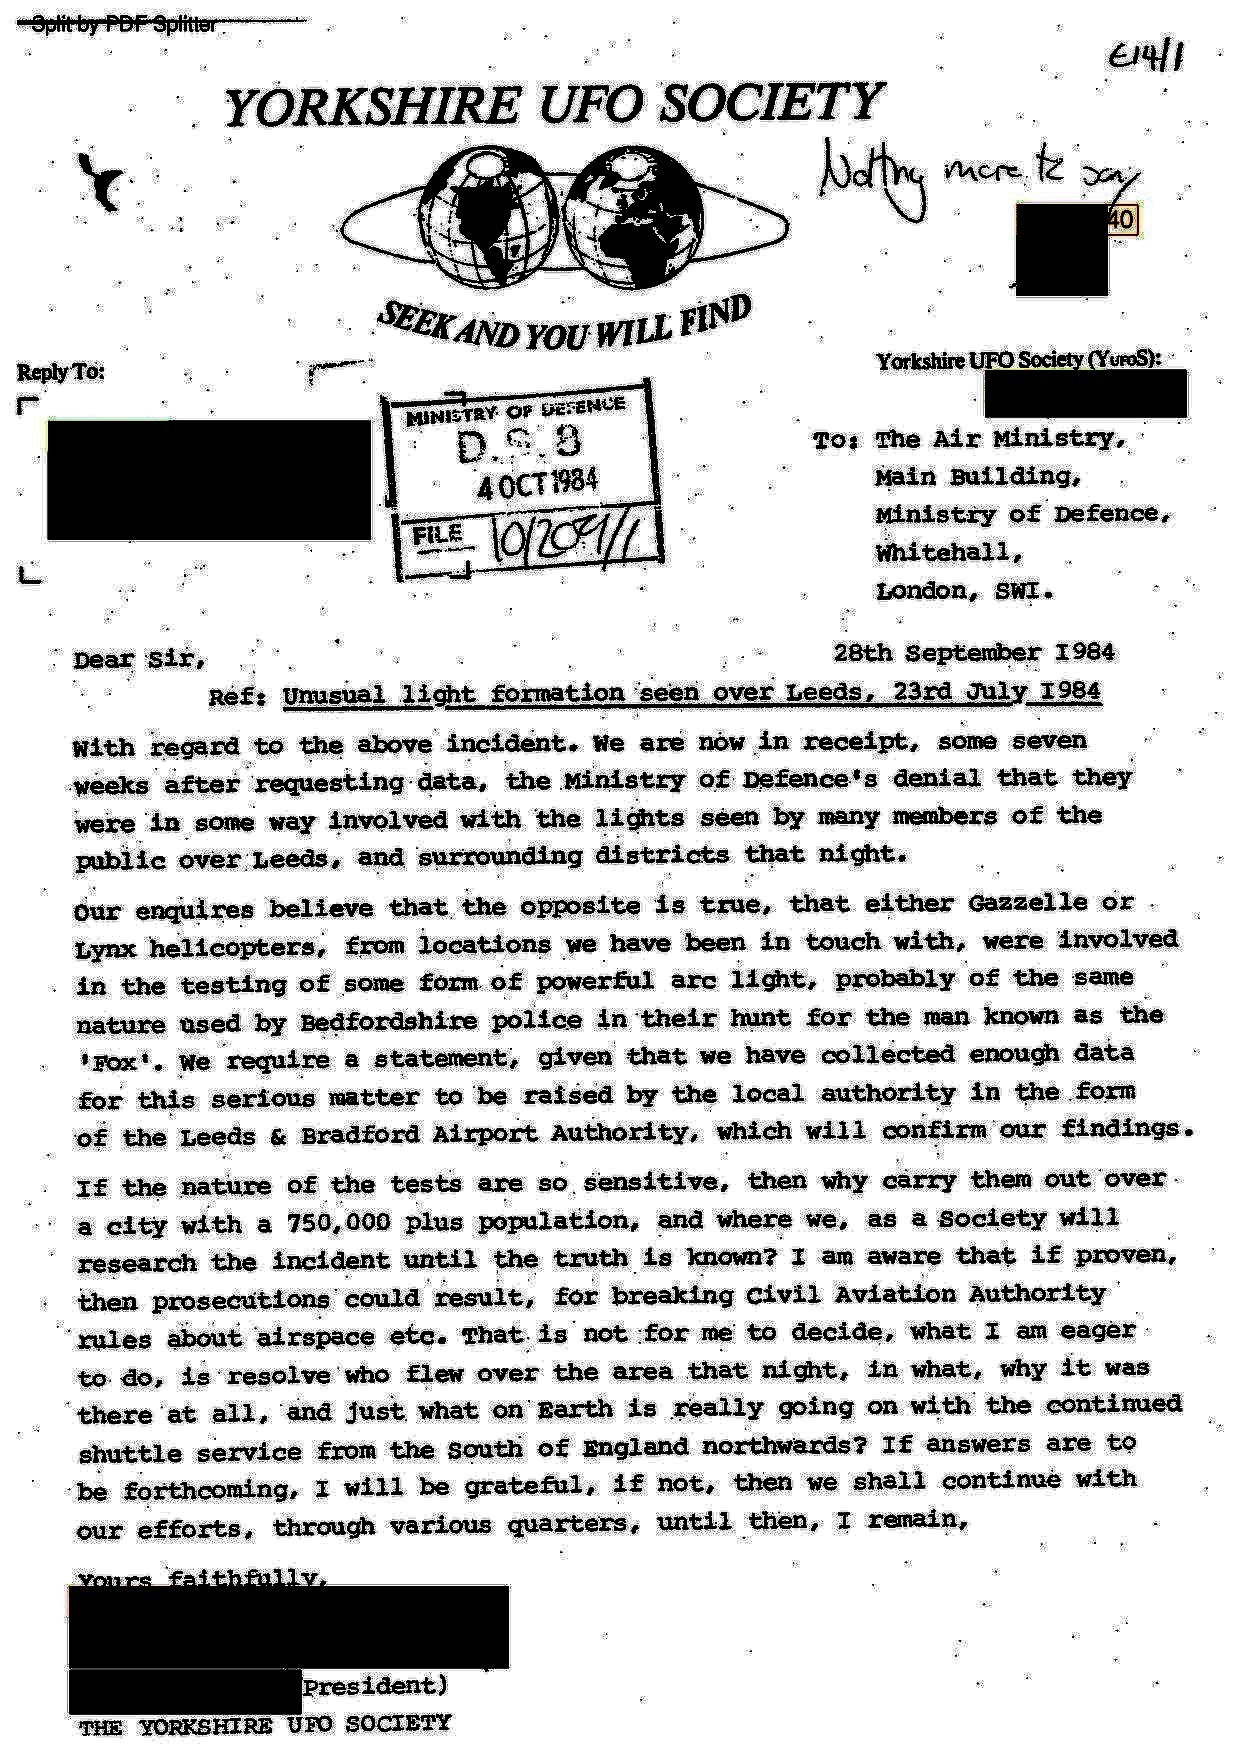 Split by PDF Splitter
E14/1
YORKSHIRE UFO SOCIETY
Nothing more to say
40
SEEK AND YOU WILL FIND
Reply To:
Yorkshire UFO Society (YUFOS):
MINISTRY OF DEFENCE
D.S.8
4 OCT 1984
FILE 10/209/1
To: The Air Ministry,
Main Building,
Ministry of Defence,
Whitehall,
London, SWI.
Dear Sir,
28th September I984
Ref: Unusual light formation seen over Leeds, 23rd July I984
With regard to the above incident. We are now in receipt, some seven
weeks after requesting data, the Ministry of Defence's denial that they
were in some way involved with the lights seen by many members of the
public over Leeds, and surrounding districts that night.
Our enquires believe that the opposite is true, that either Gazzelle or
Lynx helicopters, from locations we have been in touch with, were involved
in the testing of some form of powerful arc light, probably of the same
nature used by Bedfordshire police in their hunt for the man known as the
'Fox'. We require a statement, given that we have collected enough data
for this serious matter to be raised by the local authority in the form
of the Leeds & Bradford Airport Authority, which will confirm our findings.
If the nature of the tests are so sensitive, then why carry them out over
a city with a 750,000 plus population, and where we, as a Society will
research the incident until the truth is known? I am aware that if proven,
then prosecutions could result, for breaking Civil Aviation Authority
rules about airspace etc. That is not for me to decide, what I am eager
to do, is resolve who flew over the area that night, in what, why it was
there at all, and just what on Earth is really going on with the continued
shuttle service from the South of England northwards? If answers are to
be forthcoming, I will be grateful, if not, then we shall continue with
our efforts, through various quarters, until then, I remain,
Yours faithfully,
President)
THE YORKSHIRE UFO SOCIETY